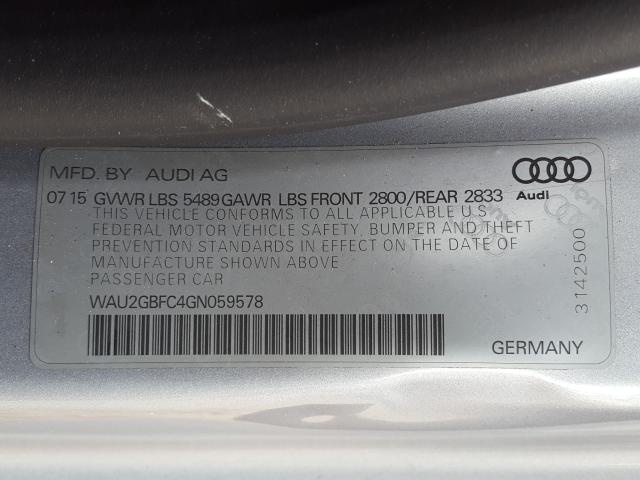 MFD. BY AUDI AG
07 15 GVWR LBS 5489 GAWR LBS FRONT 2800/REAR 2833
Audi
THIS VEHICLE CONFORMS TO ALL APPLICABLE U.S
FEDERAL MOTOR VEHICLE SAFETY, BUMPER AND THEFT
PREVENTION STANDARDS IN EFFECT ON THE DATE OF
MANUFACTURE SHOWN ABOVE
PASSENGER CAR
WAU2GBFC4GN059578
GERMANY
3142500